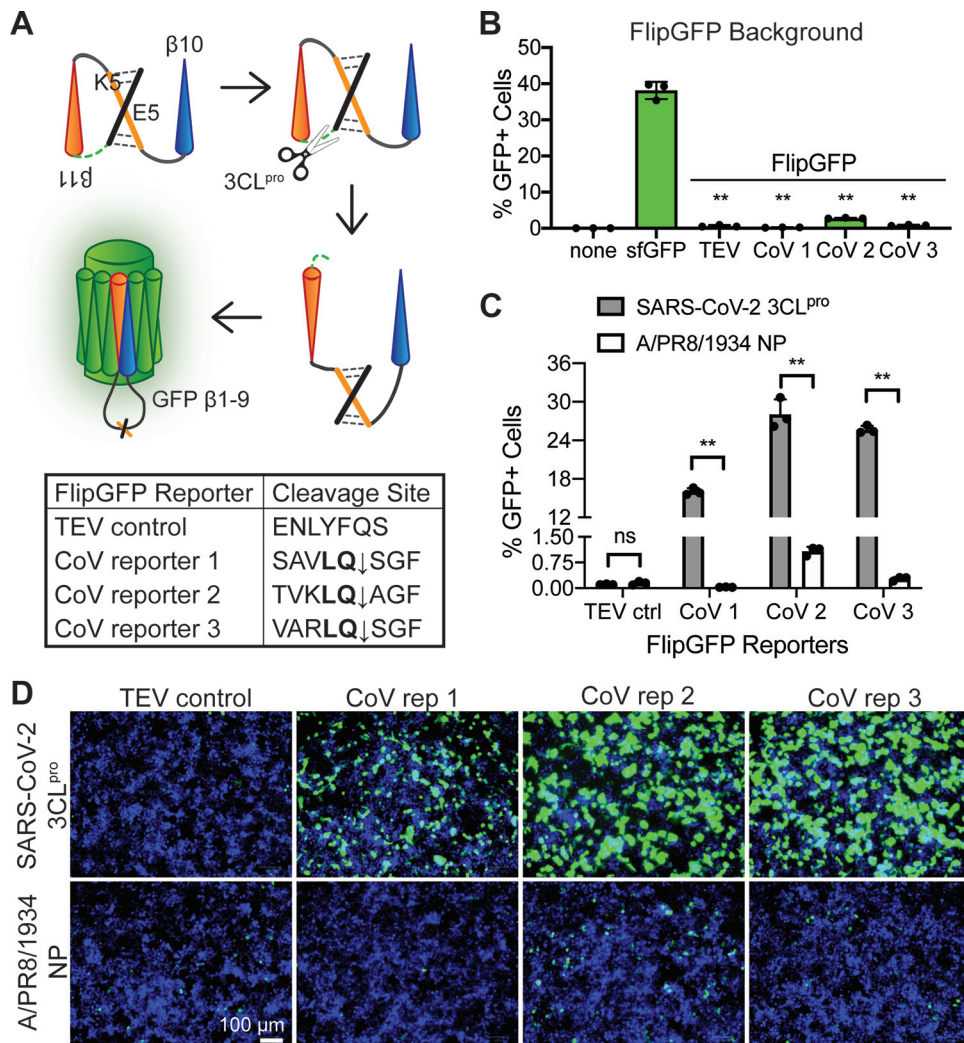 A
β10
K5
E5
β11
3CLpro
GFP β1-9
FlipGFP Reporter Cleavage Site
TEV control ENLYFQS
CoV reporter 1 SAVLQ↓SGF
CoV reporter 2 TVKLQ↓AGF
CoV reporter 3 VARLQ↓SGF
B
FlipGFP Background
% GFP+ Cells
50
40
30
20
10
0
FlipGFP
** ** ** **
none sfGFP TEV CoV 1 CoV 2 CoV 3
C
SARS-CoV-2 3CLpro
A/PR8/1934 NP
% GFP+ Cells
36
30
24
18
12
1.50
0.75
0.00
ns ** ** **
TEV ctrl CoV 1 CoV 2 CoV 3
FlipGFP Reporters
D
TEV control CoV rep 1 CoV rep 2 CoV rep 3
SARS-CoV-2
3CLpro
A/PR8/1934
NP
100 µm